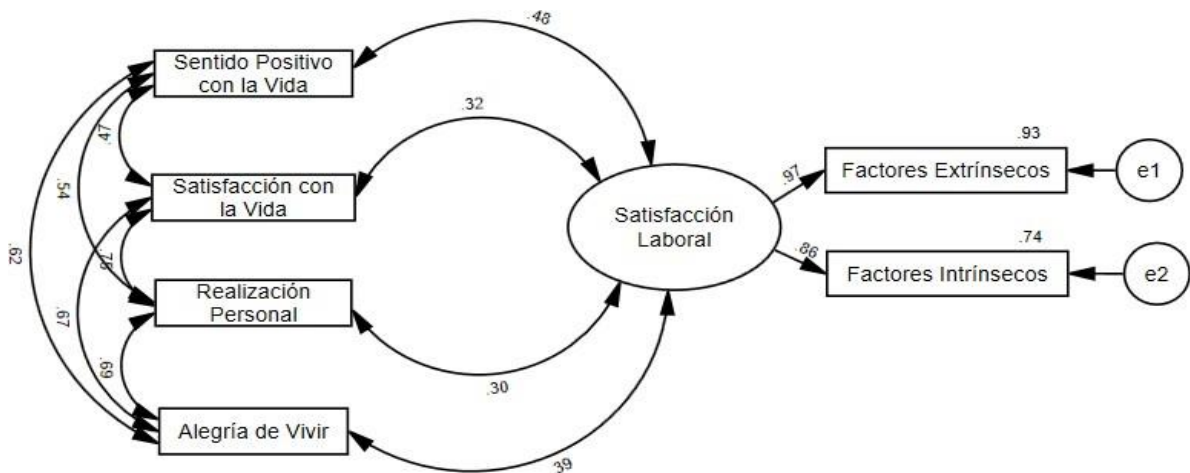 .48
Sentido Positivo
con la Vida
.32
.47
.93
.97
Factores Extrínsecos
e1
Satisfacción con
la Vida
.54
Satisfacción
Laboral
.86
.74
Factores Intrínsecos
e2
.62
.67
Realización
Personal
.69
.30
Alegría de Vivir
.39